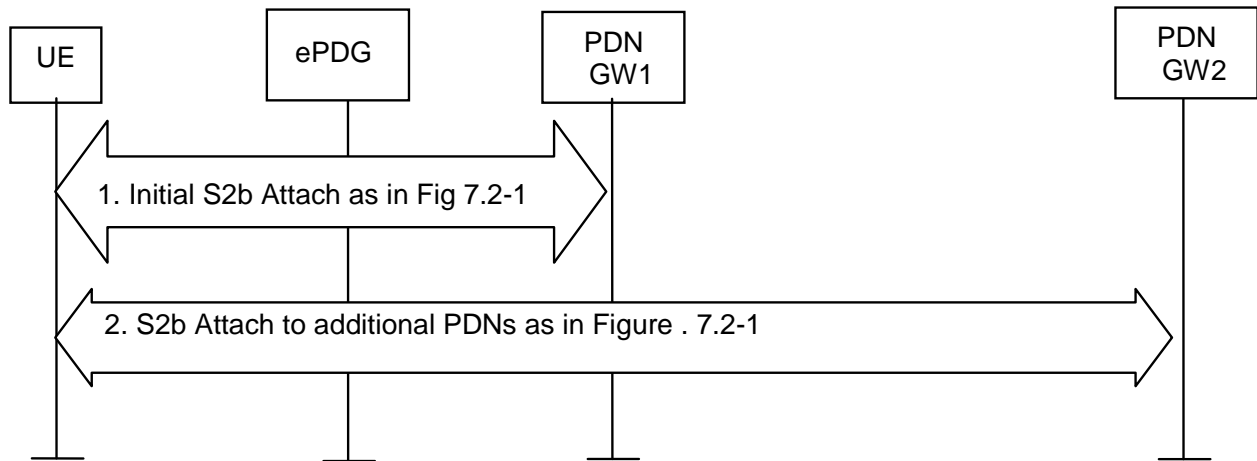 UE
ePDG
PDN
GW1
PDN
GW2
1. Initial S2b Attach as in Fig 7.2-1
2. S2b Attach to additional PDNs as in Figure . 7.2-1